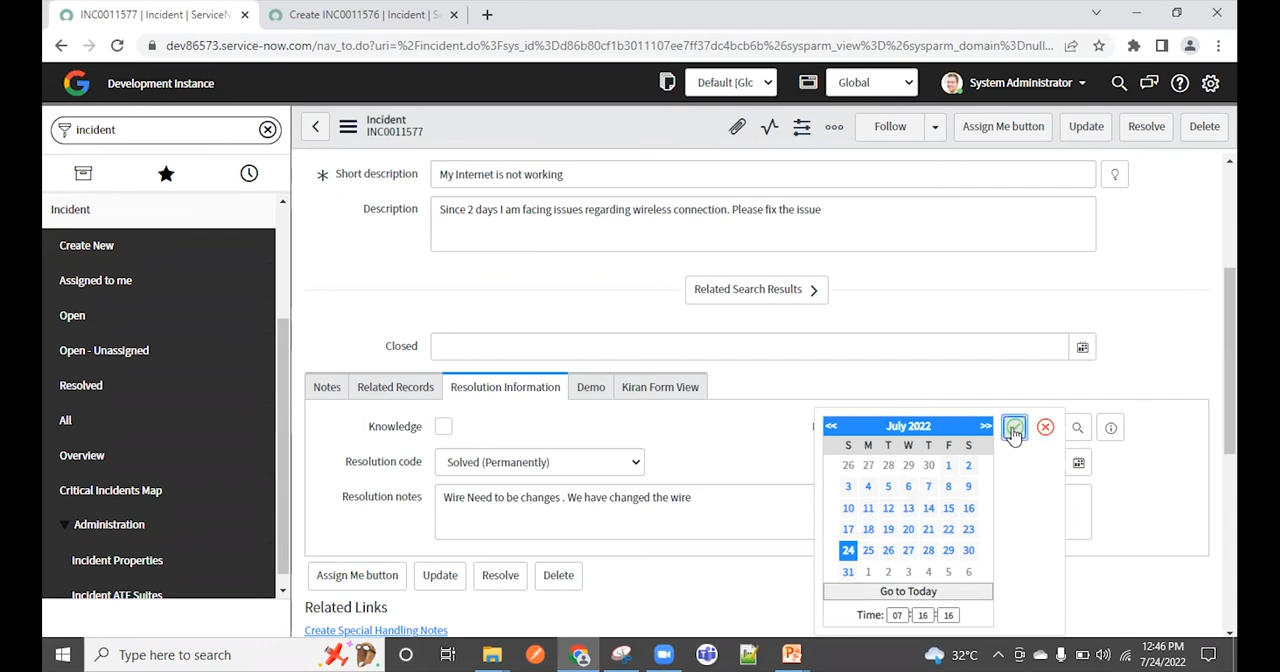 INC0011577 | Incident | ServiceN
Create INC0011576 | Incident | Se
dev86573.service-now.com/nav_to.do?uri=%2Fincident.do%3Fsys_id%3Dd86b80cf1b3011107ee7ff37dc4bcb6b%26sysparm_view%3D%26sysparm_domain%3Dnull...
Development Instance
Default [Glc
Global
System Administrator
incident
Incident
INC0011577
Follow
Assign Me button
Update
Resolve
Delete
Incident
Create New
Assigned to me
Open
Open - Unassigned
Resolved
All
Overview
Critical Incidents Map
Administration
Incident Properties
Incident ATF Suites
Short description
My Internet is not working
Description
Since 2 days I am facing issues regarding wireless connection. Please fix the issue
Related Search Results
Closed
Notes
Related Records
Resolution Information
Demo
Kiran Form View
Knowledge
Resolution code
Solved (Permanently)
Resolution notes
Wire Need to be changes . We have changed the wire
<< July 2022 >>
S M T W T F S
26 27 28 29 30 1 2
3 4 5 6 7 8 9
10 11 12 13 14 15 16
17 18 19 20 21 22 23
24 25 26 27 28 29 30
31 1 2 3 4 5 6
Go to Today
Time: 07 : 16 : 16
Assign Me button
Update
Resolve
Delete
Related Links
Create Special Handling Notes
Type here to search
32°C
12:46 PM
7/24/2022